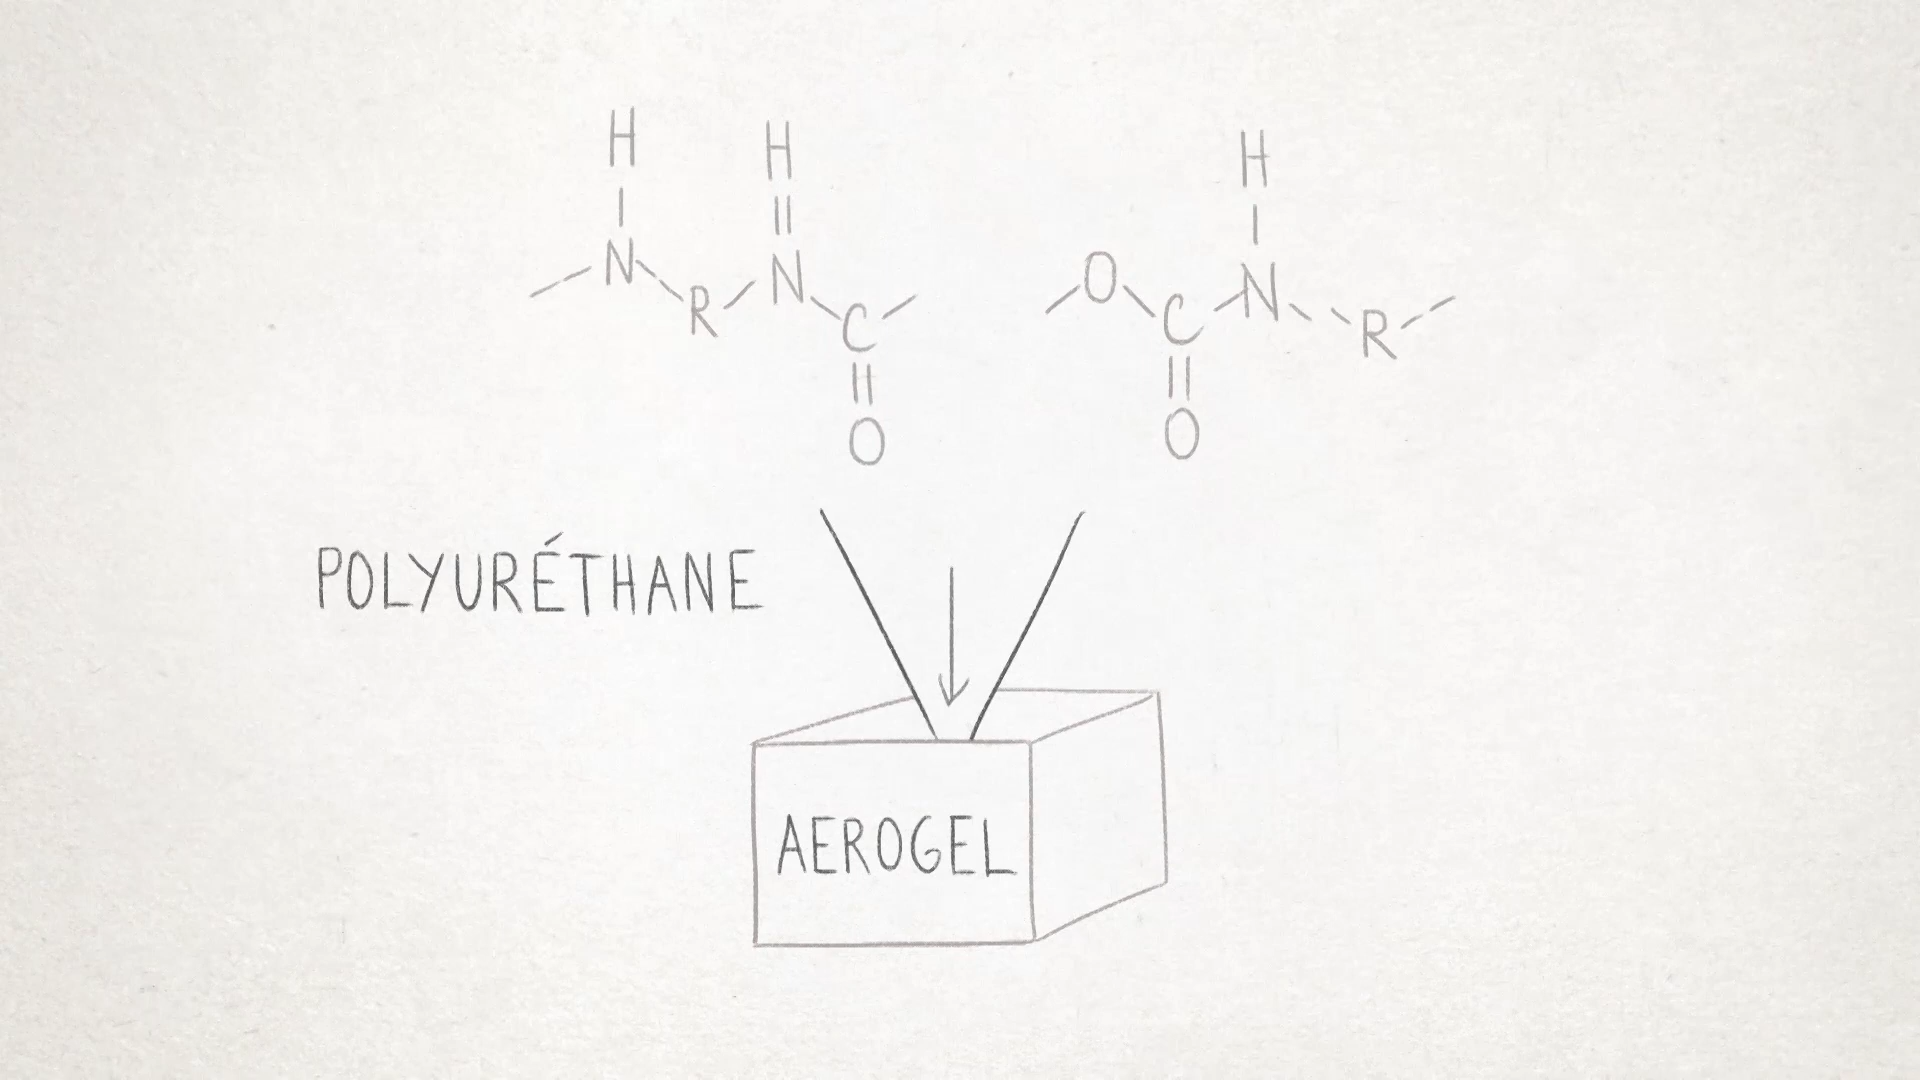 H H H
N R N C O C N R
O O
POLYURÉTHANE
AEROGEL